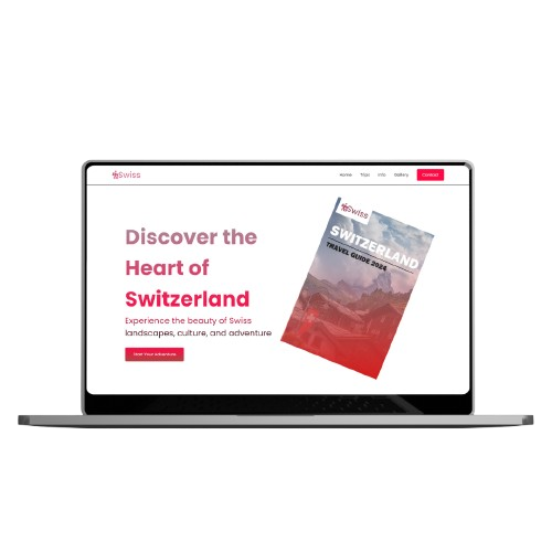 Swiss
Home Tour Info Gallery Contact
Discover the
Heart of
Switzerland
Experience the beauty of Swiss
landscapes, culture, and adventure
Start Your Adventure
Swiss
SWITZERLAND
TRAVEL GUIDE 2024